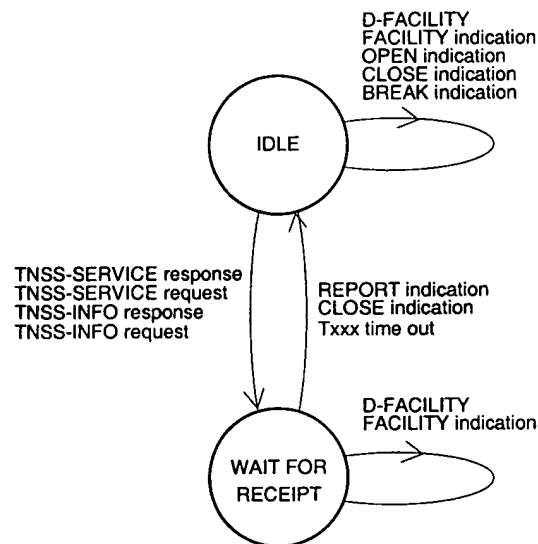 D-FACILITY
FACILITY indication
OPEN indication
CLOSE indication
BREAK indication
IDLE
TNSS-SERVICE response
TNSS-SERVICE request
TNSS-INFO response
TNSS-INFO request
REPORT indication
CLOSE indication
Txxx time out
D-FACILITY
FACILITY indication
WAIT FOR
RECEIPT